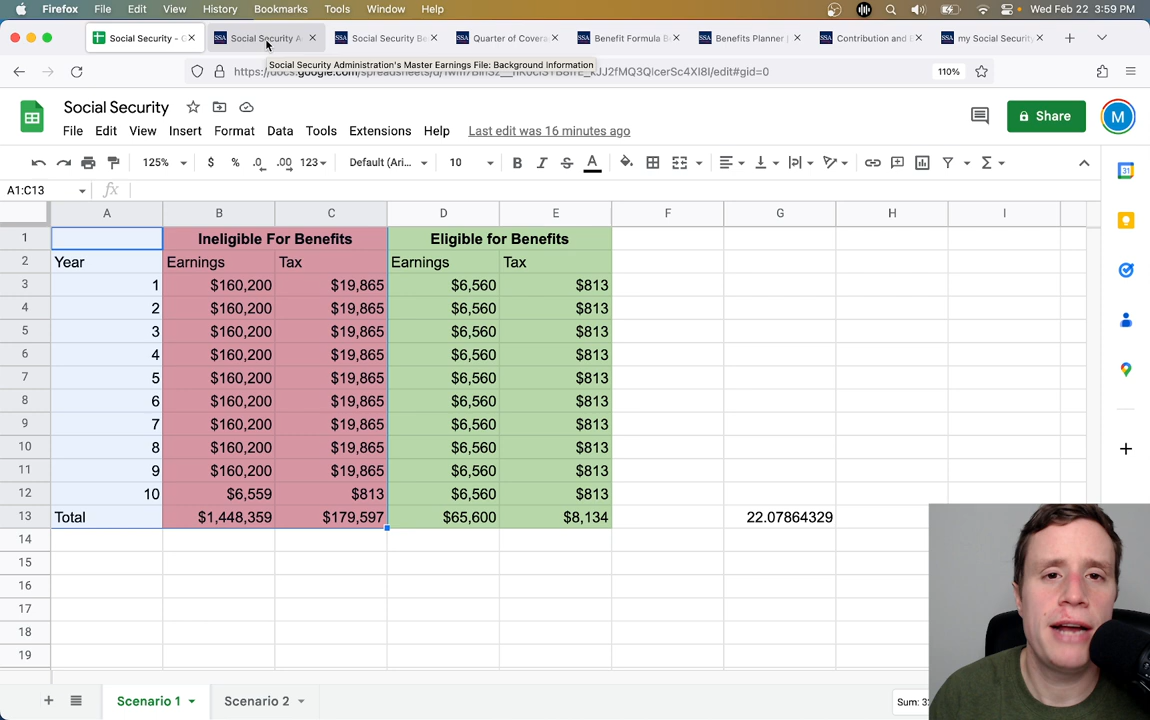 Firefox File Edit View History Bookmarks Tools Window Help Wed Feb 22 3:59 PM
Social Security - Social Security A Social Security Be Quarter of Covera Benefit Formula B Benefits Planner | Contribution and my Social Security
Social Security Administration's Master Earnings File: Background Information
110%
Social Security
File Edit View Insert Format Data Tools Extensions Help Last edit was 16 minutes ago
Share M
125% $ % .0 .00 123 Default (Ari... 10 B I S A
A1:C13 fx
31
A B C D E F G H I
1 Ineligible For Benefits Eligible for Benefits
2 Year Earnings Tax Earnings Tax
3 1 $160,200 $19,865 $6,560 $813
4 2 $160,200 $19,865 $6,560 $813
5 3 $160,200 $19,865 $6,560 $813
6 4 $160,200 $19,865 $6,560 $813
7 5 $160,200 $19,865 $6,560 $813
8 6 $160,200 $19,865 $6,560 $813
9 7 $160,200 $19,865 $6,560 $813
10 8 $160,200 $19,865 $6,560 $813
11 9 $160,200 $19,865 $6,560 $813
12 10 $6,559 $813 $6,560 $813
13 Total $1,448,359 $179,597 $65,600 $8,134 22.07864329
14
15
16
17
18
19
Scenario 1 Scenario 2 Sum: